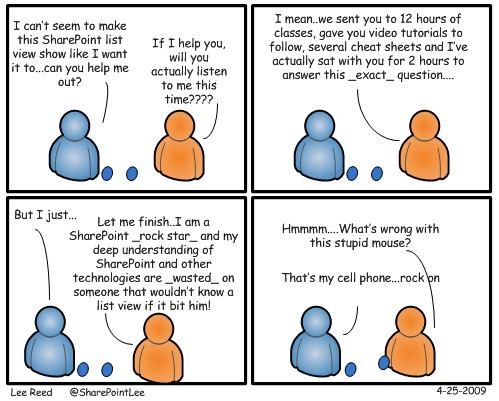 I can't seem to make
this SharePoint list
view show like I want
it to...can you help me
out?
If I help you,
will you
actually listen
to me this
time????
I mean..we sent you to 12 hours of
classes, gave you video tutorials to
follow, several cheat sheets and I've
actually sat with you for 2 hours to
answer this _exact_ question....
But I just...
Let me finish..I am a
SharePoint _rock star_ and my
deep understanding of
SharePoint and other
technologies are _wasted_ on
someone that wouldn't know a
list view if it bit him!
Hmmmm....What's wrong with
this stupid mouse?
That's my cell phone...rock on
Lee Reed @SharePointLee
4-25-2009